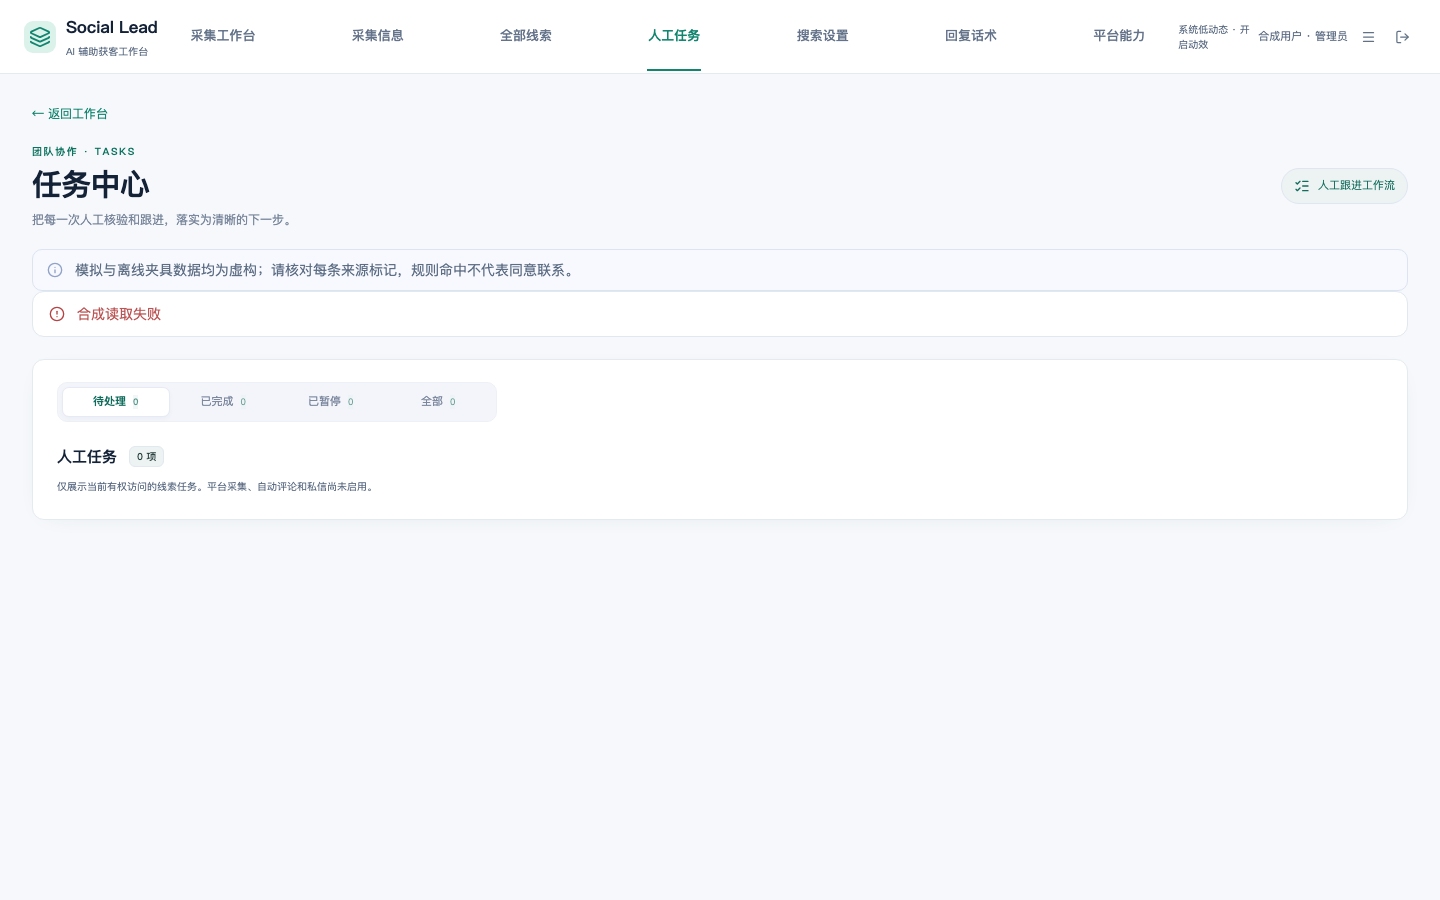 Social Lead
AI 辅助获客工作台
采集工作台
采集信息
全部线索
人工任务
搜索设置
回复话术
平台能力
系统低动态 · 开
启动效
合成用户 · 管理员
← 返回工作台
团队协作 · TASKS
任务中心
把每一次人工核验和跟进，落实为清晰的下一步。
人工跟进工作流
模拟与离线夹具数据均为虚构；请核对每条来源标记，规则命中不代表同意联系。
合成读取失败
待处理 0
已完成 0
已暂停 0
全部 0
人工任务 0 项
仅展示当前有权访问的线索任务。平台采集、自动评论和私信尚未启用。